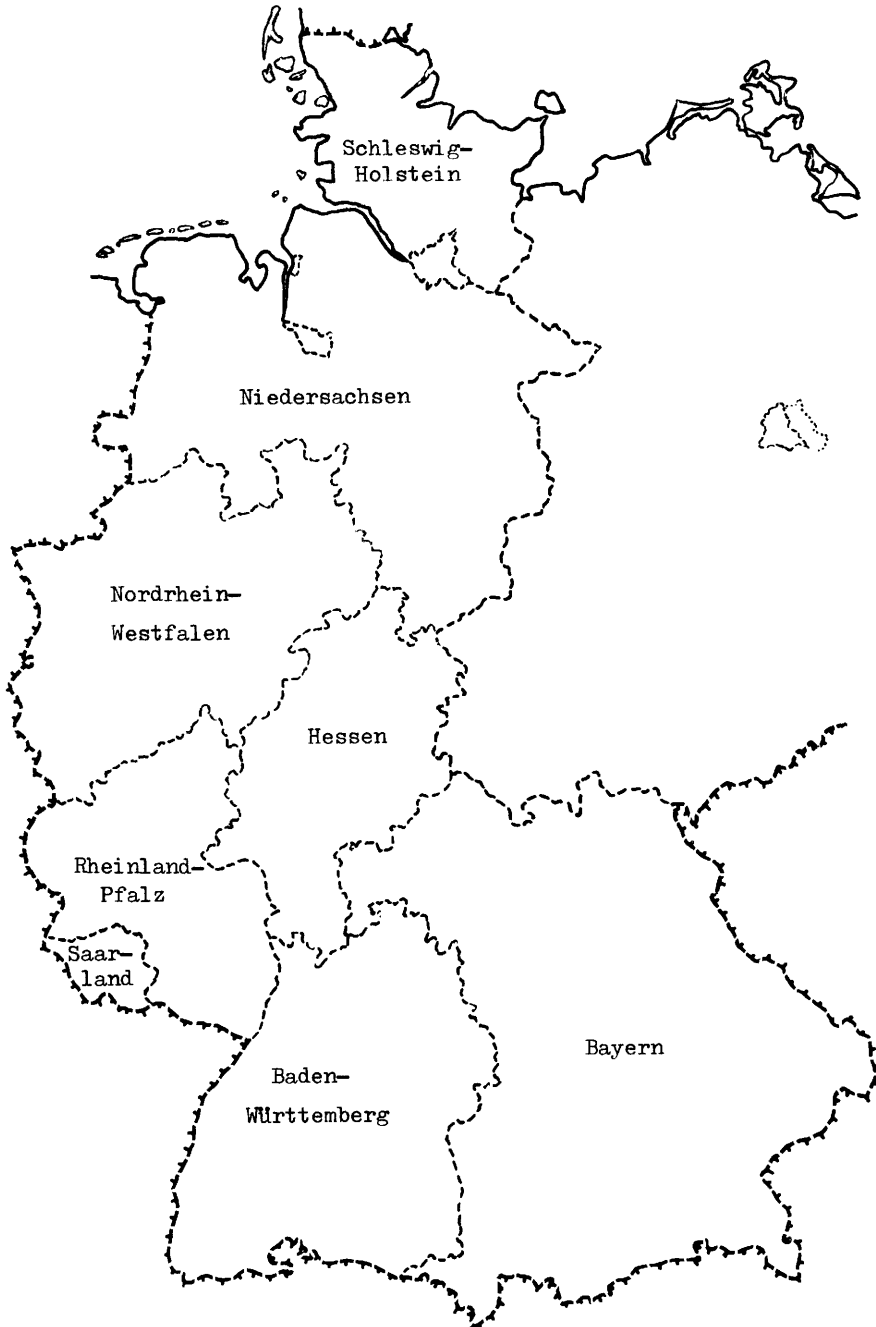 Schleswig-
Holstein
Niedersachsen
Nordrhein-
Westfalen
Hessen
Rheinland-
Pfalz
Saar-
land
Bayern
Baden-
Württemberg